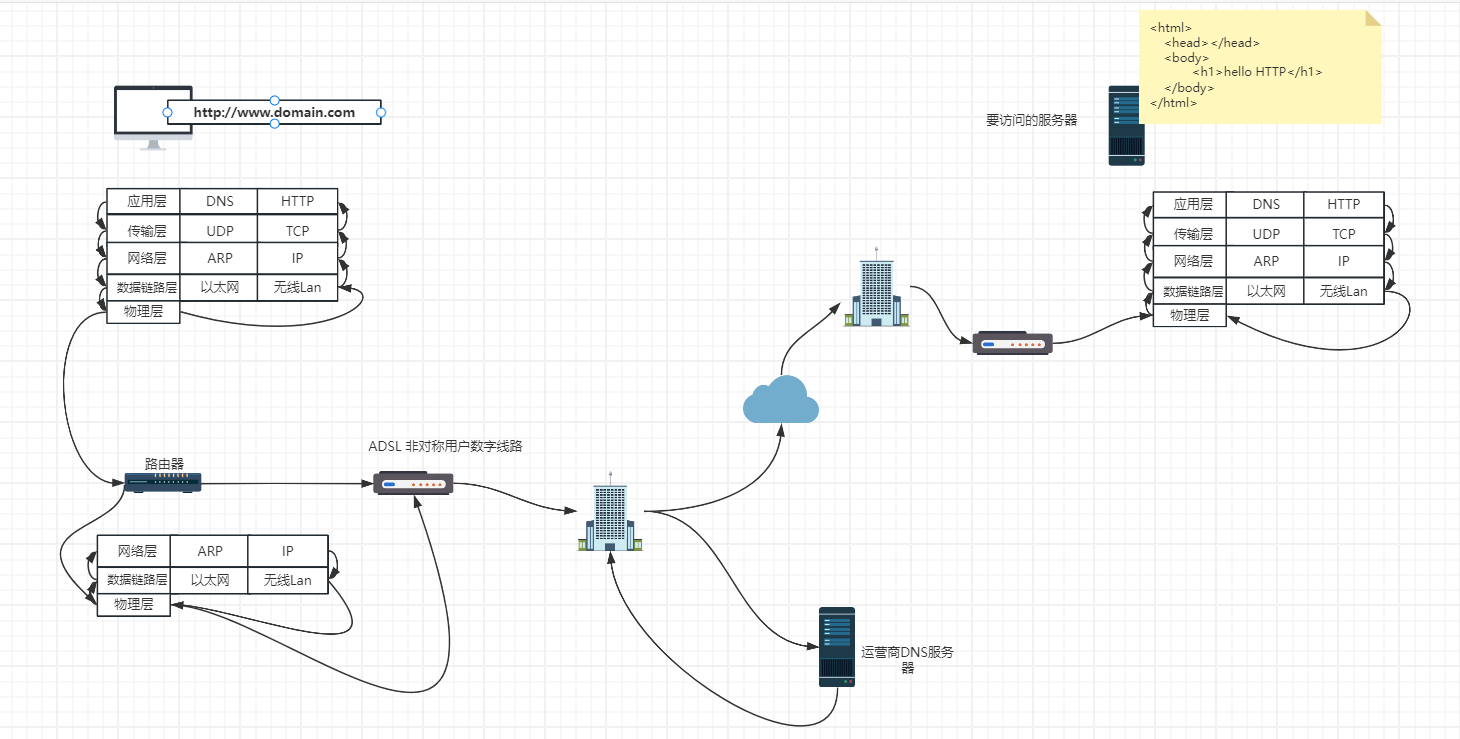 <html>
<head></head>
<body>
<h1>hello HTTP</h1>
</body>
</html>
http://www.domain.com
要访问的服务器
应用层 DNS HTTP
传输层 UDP TCP
网络层 ARP IP
数据链路层 以太网 无线Lan
物理层
应用层 DNS HTTP
传输层 UDP TCP
网络层 ARP IP
数据链路层 以太网 无线Lan
物理层
ADSL 非对称用户数字线路
路由器
网络层 ARP IP
数据链路层 以太网 无线Lan
物理层
运营商DNS服务
器